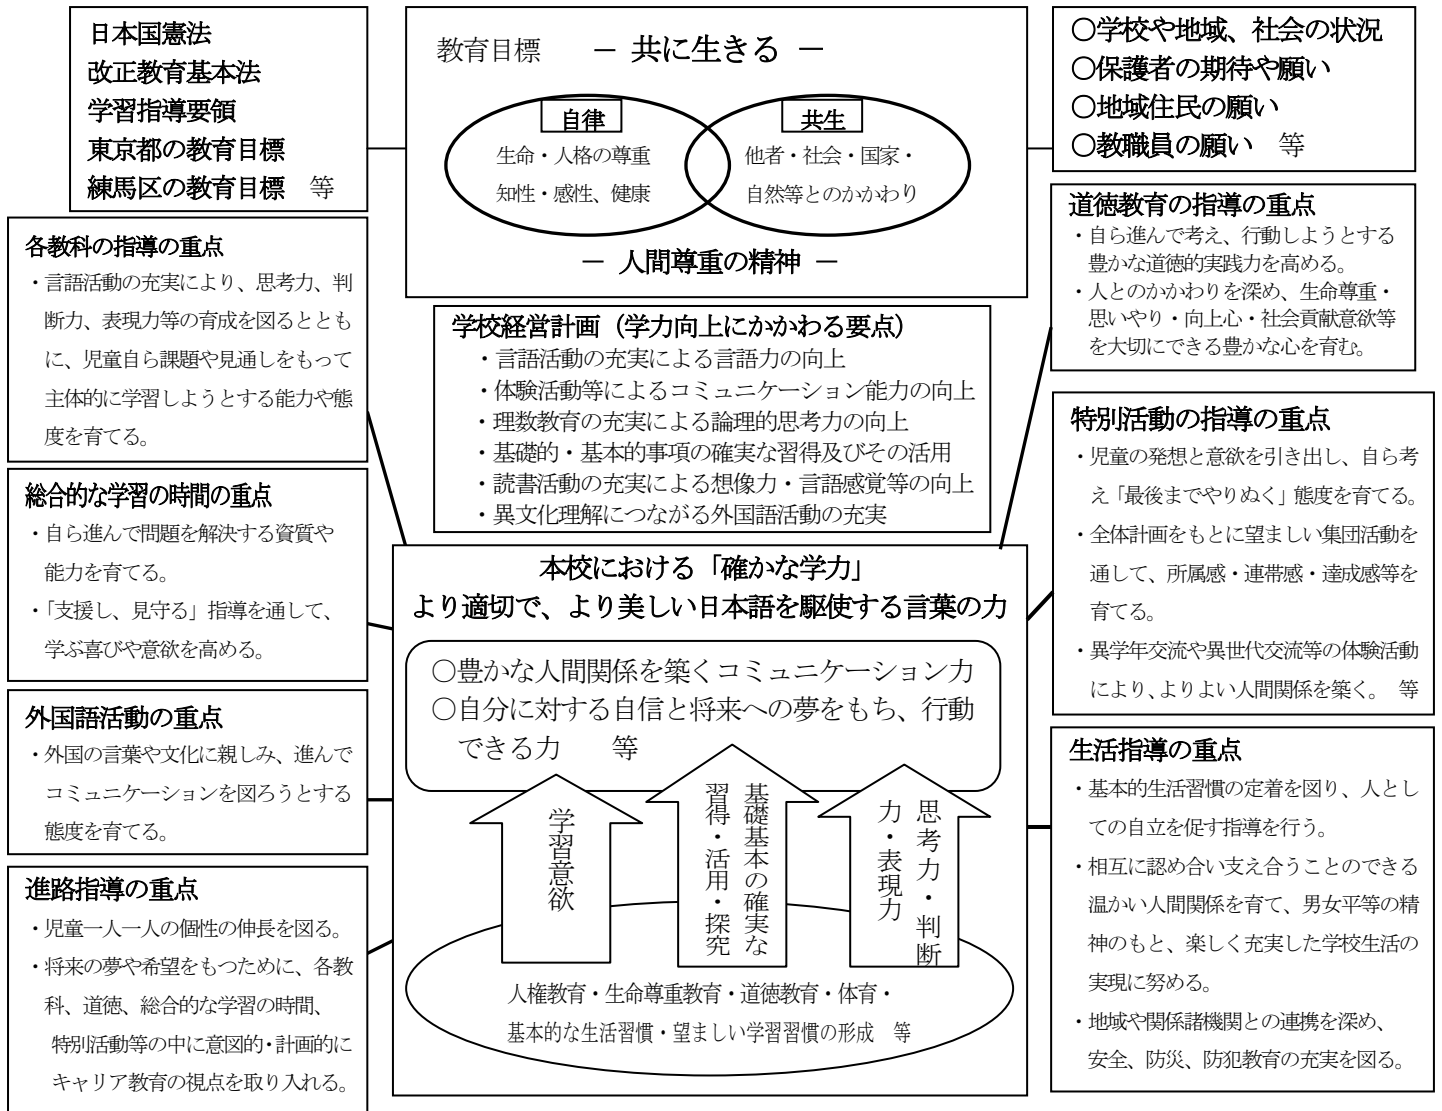 日本国憲法
改正教育基本法
学習指導要領
東京都の教育目標
練馬区の教育目標　等
教育目標　－ 共に生きる －
自律
生命・人格の尊重
知性・感性、健康
共生
他者・社会・国家・
自然等とのかかわり
－ 人間尊重の精神 －
○学校や地域、社会の状況
○保護者の期待や願い
○地域住民の願い
○教職員の願い　等
各教科の指導の重点
・言語活動の充実により、思考力、判
断力、表現力等の育成を図るととも
に、児童自ら課題や見通しをもって
主体的に学習しようとする能力や態
度を育てる。
総合的な学習の時間の重点
・自ら進んで問題を解決する資質や
能力を育てる。
・「支援し、見守る」指導を通して、
学ぶ喜びや意欲を高める。
外国語活動の重点
・外国の言葉や文化に親しみ、進んで
コミュニケーションを図ろうとする
態度を育てる。
進路指導の重点
・児童一人一人の個性の伸長を図る。
・将来の夢や希望をもつために、各教
科、道徳、総合的な学習の時間、
特別活動等の中に意図的・計画的に
キャリア教育の視点を取り入れる。
学校経営計画（学力向上にかかわる要点）
・言語活動の充実による言語力の向上
・体験活動等によるコミュニケーション能力の向上
・理数教育の充実による論理的思考力の向上
・基礎的・基本的事項の確実な習得及びその活用
・読書活動の充実による想像力・言語感覚等の向上
・異文化理解につながる外国語活動の充実
本校における「確かな学力」
より適切で、より美しい日本語を駆使する言葉の力
○豊かな人間関係を築くコミュニケーション力
○自分に対する自信と将来への夢をもち、行動
できる力　　等
学習意欲
基礎基本の確実な
習得・活用・探究
思考力・判断
力・表現力
人権教育・生命尊重教育・道徳教育・体育・
基本的な生活習慣・望ましい学習習慣の形成　等
道徳教育の指導の重点
・自ら進んで考え、行動しようとする
豊かな道徳的実践力を高める。
・人とのかかわりを深め、生命尊重・
思いやり・向上心・社会貢献意欲等
を大切にできる豊かな心を育む。
特別活動の指導の重点
・児童の発想と意欲を引き出し、自ら考
え「最後までやりぬく」態度を育てる。
・全体計画をもとに望ましい集団活動を
通して、所属感・連帯感・達成感等を
育てる。
・異学年交流や異世代交流等の体験活動
により、よりよい人間関係を築く。　等
生活指導の重点
・基本的生活習慣の定着を図り、人とし
ての自立を促す指導を行う。
・相互に認め合い支え合うことのできる
温かい人間関係を育て、男女平等の精
神のもと、楽しく充実した学校生活の
実現に努める。
・地域や関係諸機関との連携を深め、
安全、防災、防犯教育の充実を図る。